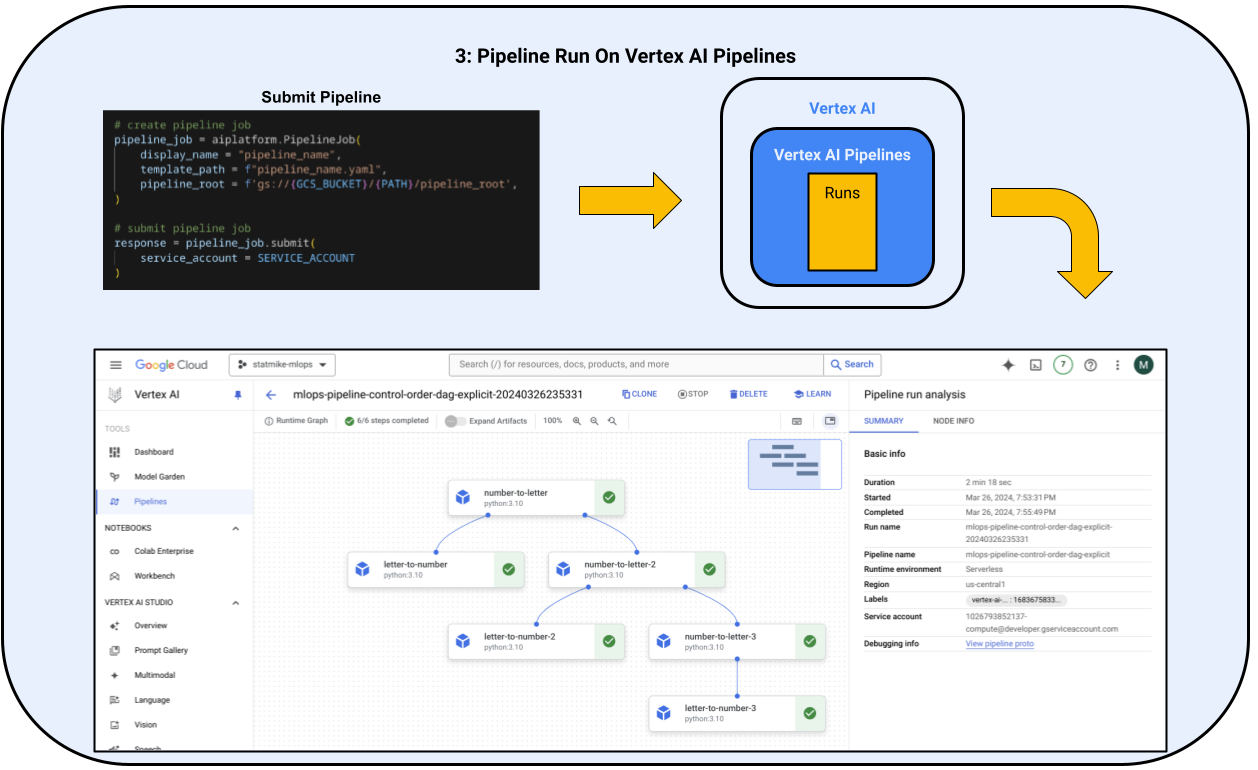 3: Pipeline Run On Vertex AI Pipelines
Submit Pipeline
# create pipeline job
pipeline_job = aiplatform.PipelineJob(
display_name = "pipeline_name",
template_path = f"pipeline_name.yaml",
pipeline_root = f'gs://{GCS_BUCKET}/{PATH}/pipeline_root',
)
# submit pipeline job
response = pipeline_job.submit(
service_account = SERVICE_ACCOUNT
)
Vertex AI
Vertex AI Pipelines
Runs
Google Cloud
statmike-mlops
Search (/) for resources, docs, products, and more
Search
7
M
Vertex AI
TOOLS
Dashboard
Model Garden
Pipelines
NOTEBOOKS
Colab Enterprise
Workbench
VERTEX AI STUDIO
Overview
Prompt Gallery
Multimodal
Language
Vision
Speech
mlops-pipeline-control-order-dag-explicit-20240326235331
CLONE
STOP
DELETE
LEARN
Runtime Graph
6/6 steps completed
Expand Artifacts
100%
number-to-letter
python:3.10
letter-to-number
python:3.10
number-to-letter-2
python:3.10
letter-to-number-2
python:3.10
number-to-letter-3
python:3.10
letter-to-number-3
python:3.10
Pipeline run analysis
SUMMARY
NODE INFO
Basic info
Duration 2 min 18 sec
Started Mar 26, 2024, 7:53:31 PM
Completed Mar 26, 2024, 7:55:49 PM
Run name mlops-pipeline-control-order-dag-explicit-
20240326235331
Pipeline name mlops-pipeline-control-order-dag-explicit
Runtime environment Serverless
Region us-central1
Labels vertex-ai-... : 1683675833...
Service account 1026793852137-
compute@developer.gserviceaccount.com
Debugging info View pipeline proto